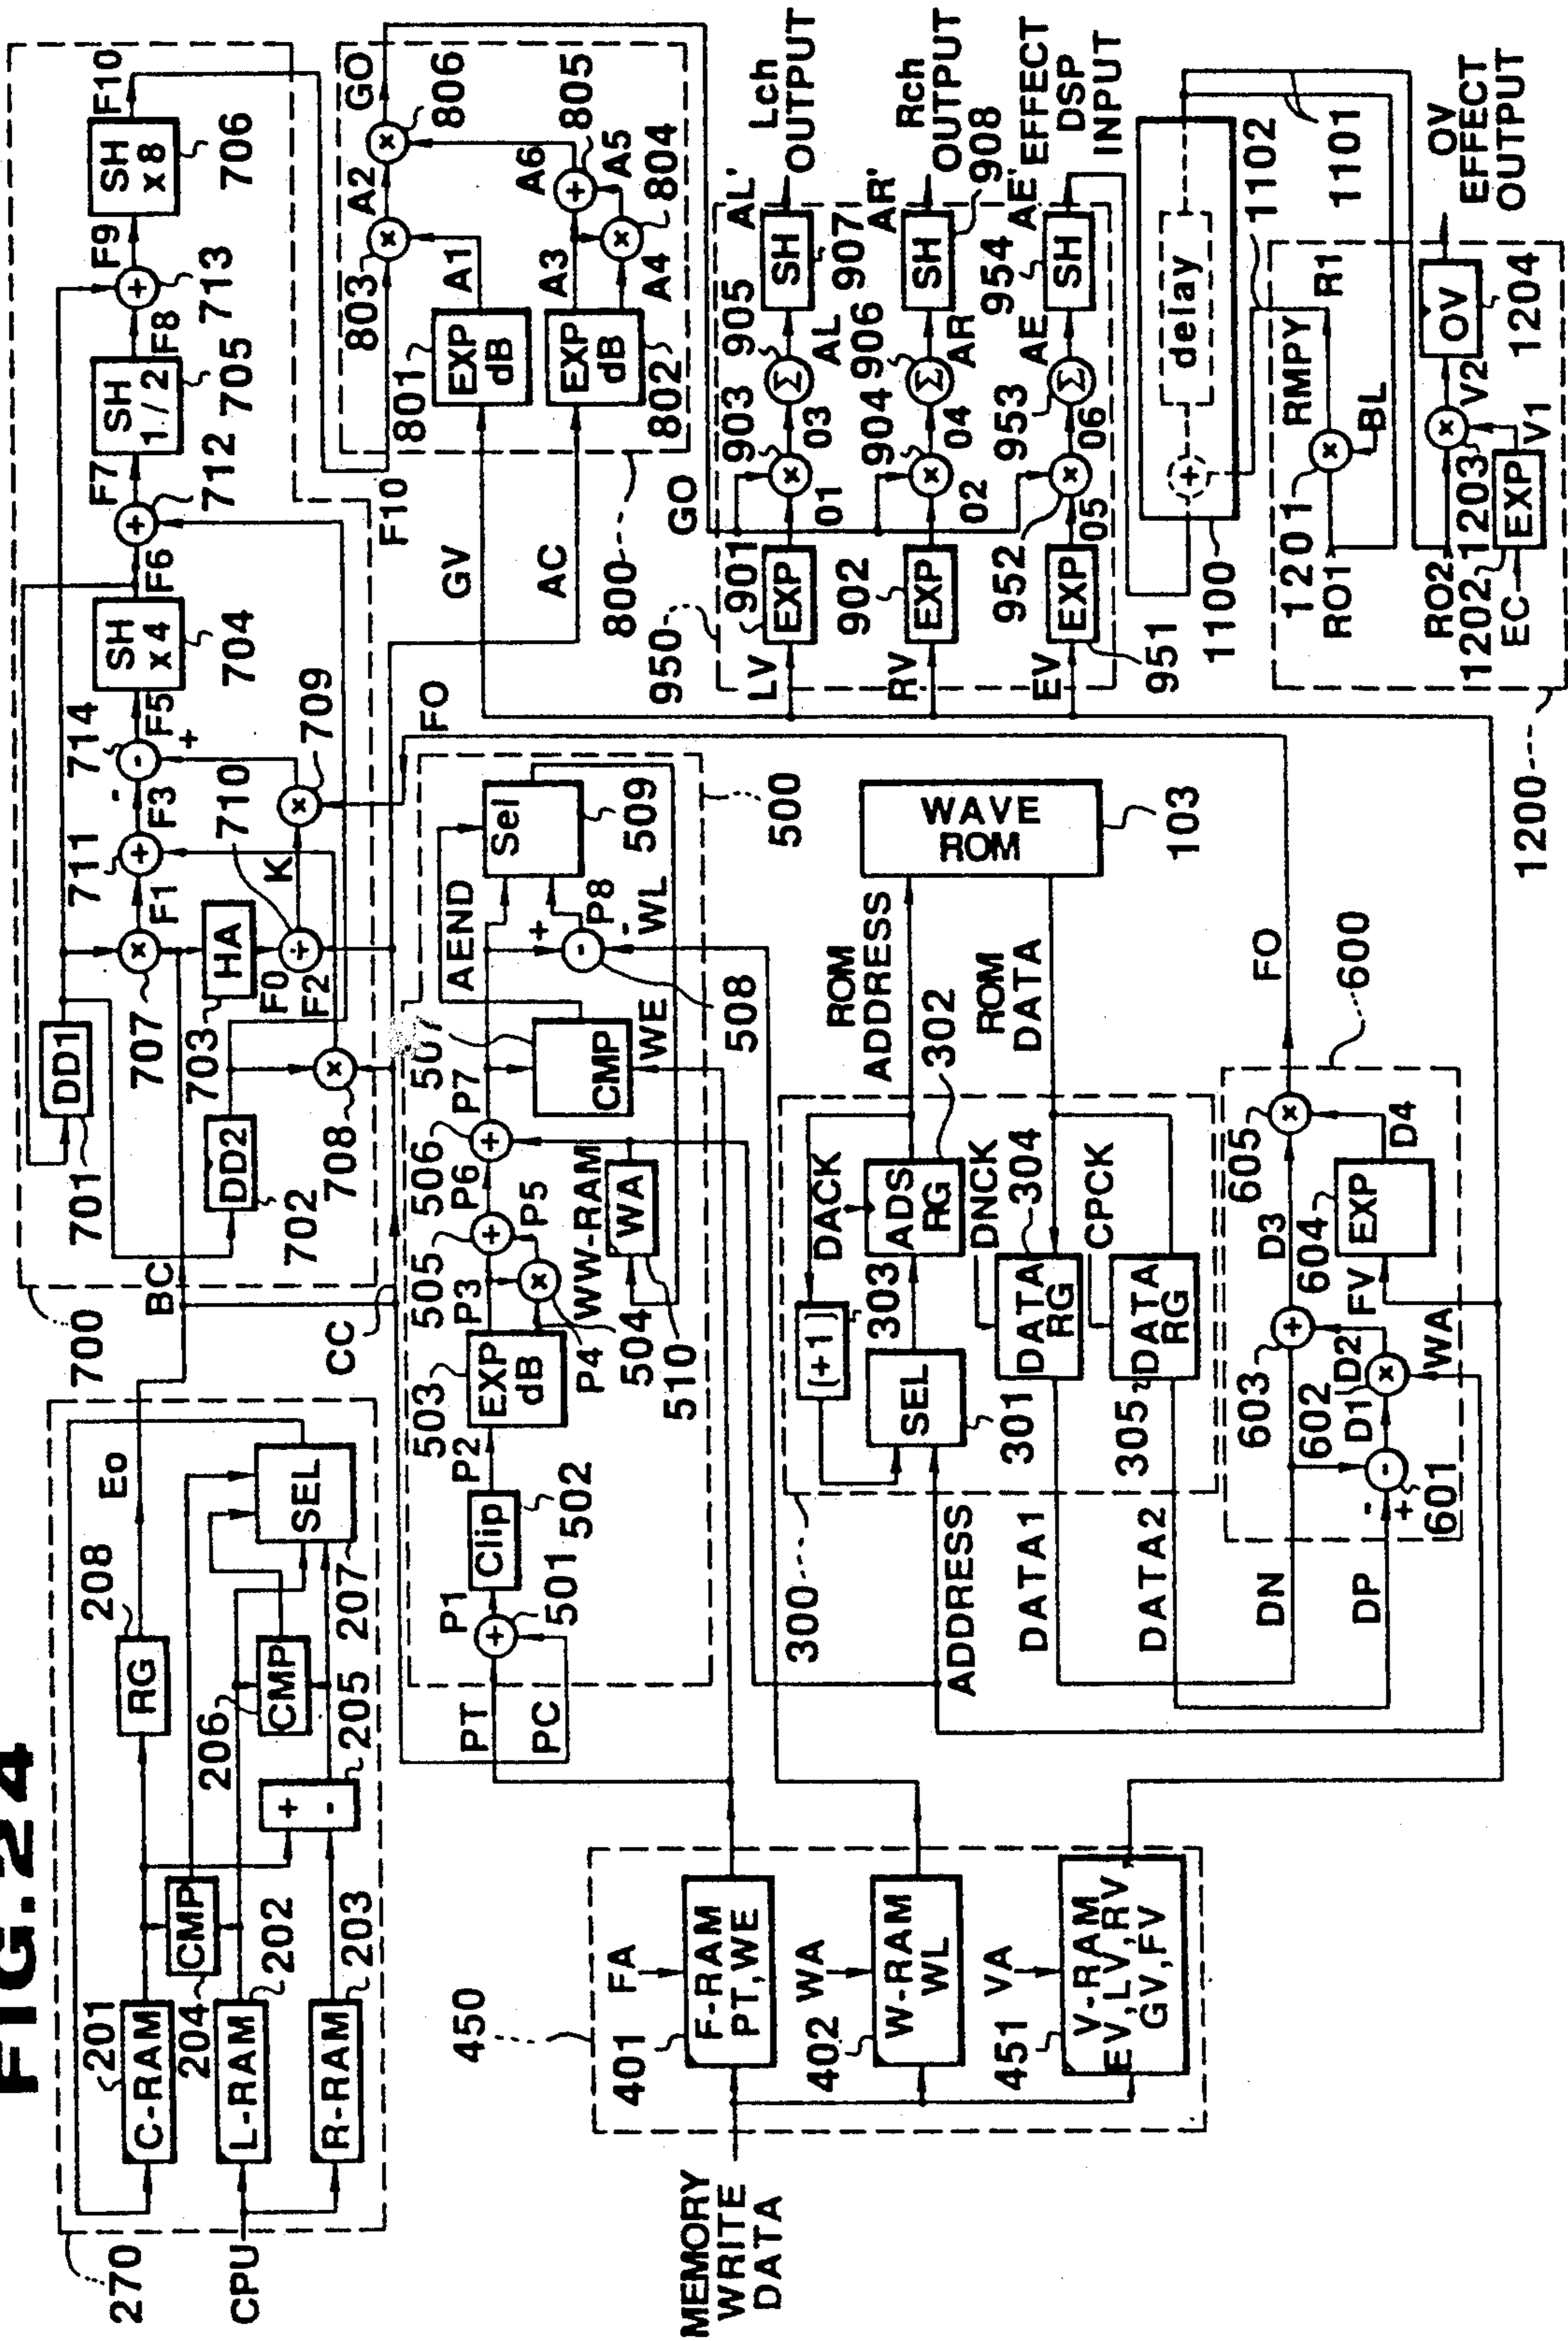 FIG.24
270
CPU
C-RAM
201
204
CMP
L-RAM
202
R-RAM
203
RG
208
206
CMP
205
+
-
SEL
207
Eo
BC
CC
700
701
DD1
DD2
702
707
×
703
HA
F0
F2
708
×
F1
711
+
710
÷
K
F3
-
714
-
+
F5
709
×
FO
SH
x 4
704
F6
F7
+
712
SH
1/2
705
F8
F9
+
713
SH
x 8
706
F10
F10
GV
AC
800
801
EXP
dB
EXP
dB
802
803
×
A1
A2
A3
A4
×
804
A5
A6
+
805
×
806
GO
PT
PC
P1
+
501
Clip
502
P2
503
EXP
dB
P3
P4
×
504
505
+
P5
P6
506
+
P7
WW-RAM
WA
510
507
CMP
WE
AEND
+
-
P8
-
WL
508
Sel
509
500
GO
950
LV
901
EXP
01
903
×
03
Σ
905
AL
SH
907
AL'
Lch
OUTPUT
RV
902
EXP
02
904
×
04
Σ
906
AR
SH
908
AR'
Rch
OUTPUT
EV
EXP
951
952
05
×
06
953
Σ
AE
954
SH
AE'
EFFECT
DSP
INPUT
450
MEMORY
WRITE
DATA
FA
401
F-RAM
PT,WE
WA
402
W-RAM
WL
VA
451
V-RAM
EV,LV,RV
GV,FV
300
ADDRESS
DATA1
DATA2
SEL
301
(+1)
303
DACK
ADS
RG
302
DNCK
DATA
RG
304
CPCK
DATA
RG
305
ROM
ADDRESS
ROM
DATA
WAVE
ROM
103
DN
DP
-
+
-
601
D1
×
602
D2
WA
603
+
D3
FV
604
EXP
D4
605
×
FO
600
1100
+
delay
1102
1101
1200
1201
RO1
×
BL
RMPY
R1
RO2
1202
EC
EXP
V1
1203
×
V2
OV
1204
OV
EFFECT
OUTPUT